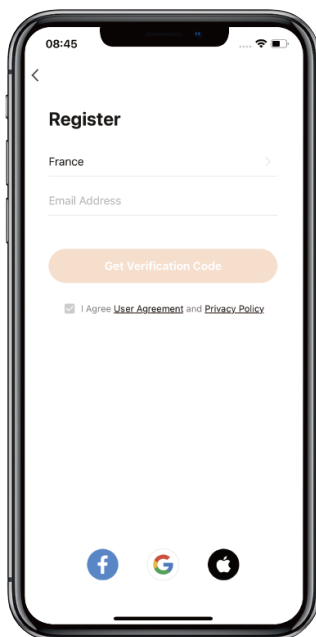 08:45
Register
France
Email Address
Get Verification Code
I Agree User Agreement and Privacy Policy